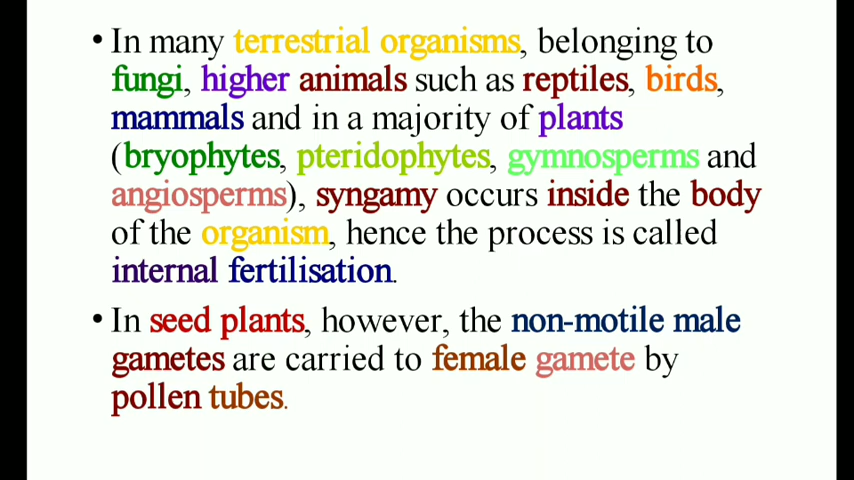 • In many terrestrial organisms, belonging to
fungi, higher animals such as reptiles, birds,
mammals and in a majority of plants
(bryophytes, pteridophytes, gymnosperms and
angiosperms), syngamy occurs inside the body
of the organism, hence the process is called
internal fertilisation.
• In seed plants, however, the non-motile male
gametes are carried to female gamete by
pollen tubes.